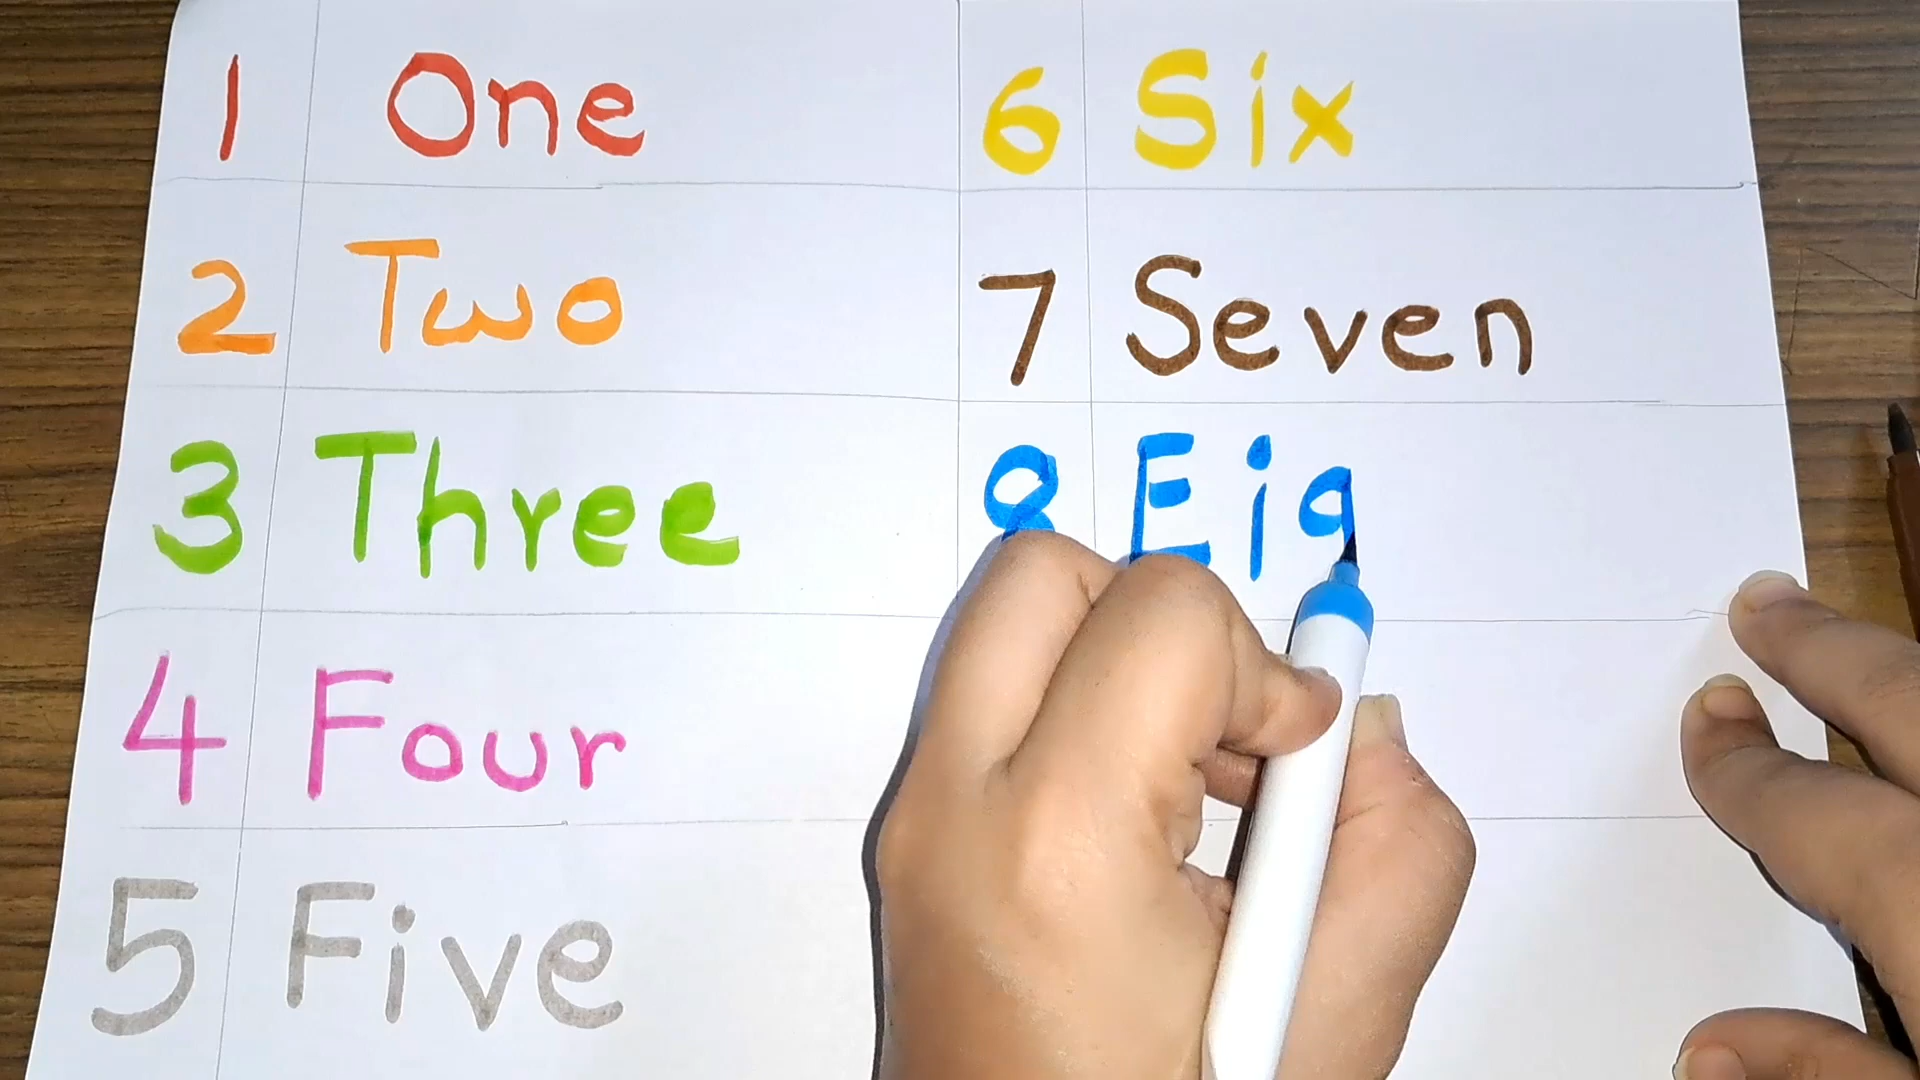 1 One
2 Two
3 Three
4 Four
5 Five
6 Six
7 Seven
8 Eig